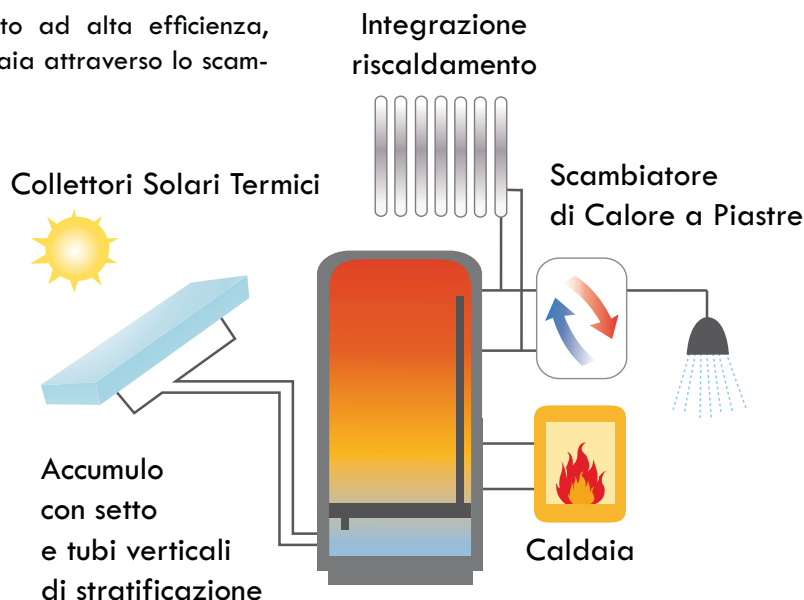 to ad alta efficienza,
aia attraverso lo scam-
Integrazione
riscaldamento
Collettori Solari Termici
Scambiatore
di Calore a Piastre
Accumulo
con setto
e tubi verticali
di stratificazione
Caldaia